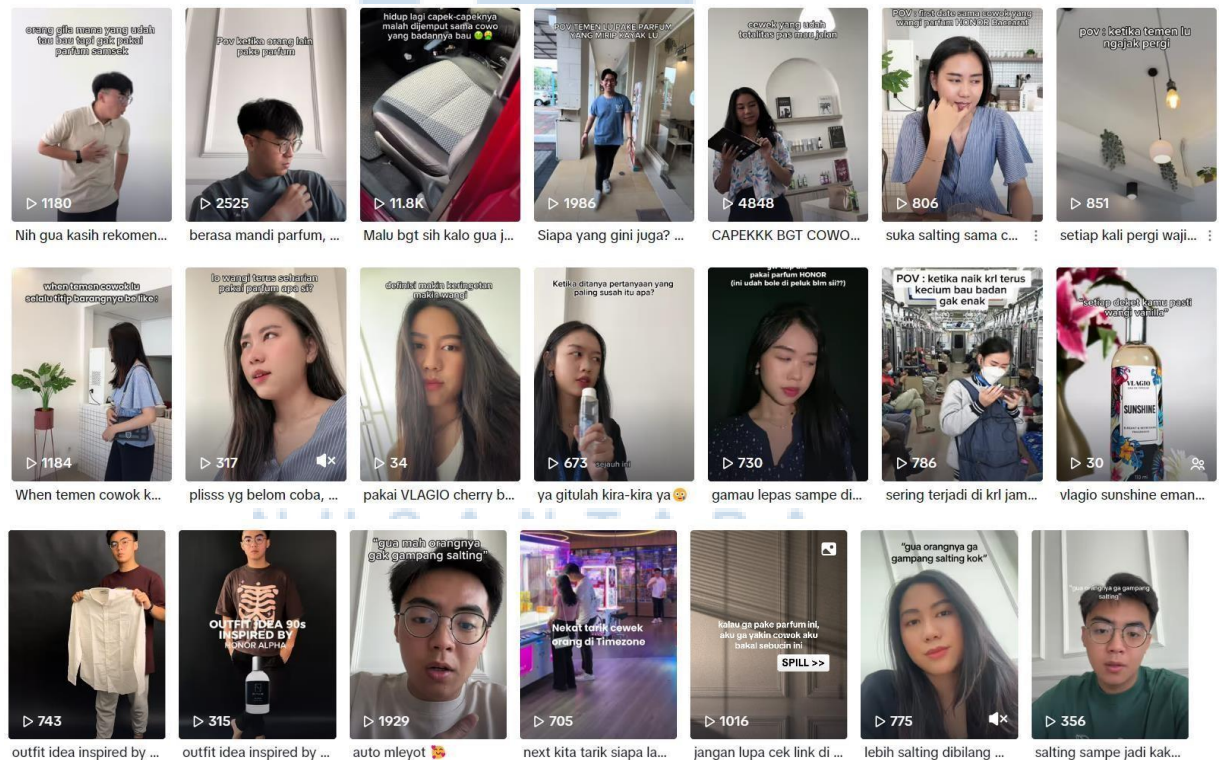 orang gila mana yang udah
tau bau tapi gak pakai
parfum samsek
1180
Nih gua kasih rekomen...
Pov ketika orang lain
pake parfum
2525
berasa mandi parfum, ...
hidup lagi capek-capeknya
malah dijemput sama cowo
yang badannya bau 🤢🤮
11.8K
Malu bgt sih kalo gua j...
POV TEMEN LO PAKE PARFUM
YANG MIRIP KAYAK LU
1986
Siapa yang gini juga? ...
cewek yang udah
totalitas pas mau jalan
4848
CAPEKKK BGT COWO...
POV : first date sama cowok yang
wangi parfum HONOR Baccarat
806
suka salting sama c...
pov : ketika temen lu
ngajak pergi
851
setiap kali pergi waji...
when temen cowok lu
selalu titip barangnya be like :
1184
When temen cowok k...
lo wangi terus seharian
pakai parfum apa si?
317
plisss yg belom coba, ...
definisi makin keringetan
makin wangi
34
pakai VLAGIO cherry b...
Ketika ditanya pertanyaan yang
paling susah itu apa?
sejauh ini
673
ya gitulah kira-kira ya😳
pakai parfum HONOR
(ini udah bole di peluk blm sii??)
730
gamau lepas sampe di...
POV : ketika naik krl terus
kecium bau badan
gak enak
786
sering terjadi di krl jam...
"setiap deket kamu pasti
wangi vanilla"
VLAGIO
SUNSHINE
30
vlagio sunshine eman...
743
outfit idea inspired by ...
OUTFIT IDEA 90s
INSPIRED BY
HONOR ALPHA
315
outfit idea inspired by ...
"gua mah orangnya
gak gampang salting"
1929
auto mleyot 🥰
Nekat tarik cewek
orang di Timezone
705
next kita tarik siapa la...
Kalau ga pake parfum ini,
aku ga yakin cowok aku
bakal sebucin ini
SPILL >>
1016
jangan lupa cek link di ...
"gua orangnya ga
gampang salting kok"
775
lebih salting dibilang ...
"gua orangnya ga gampang
salting"
356
salting sampe jadi kak...